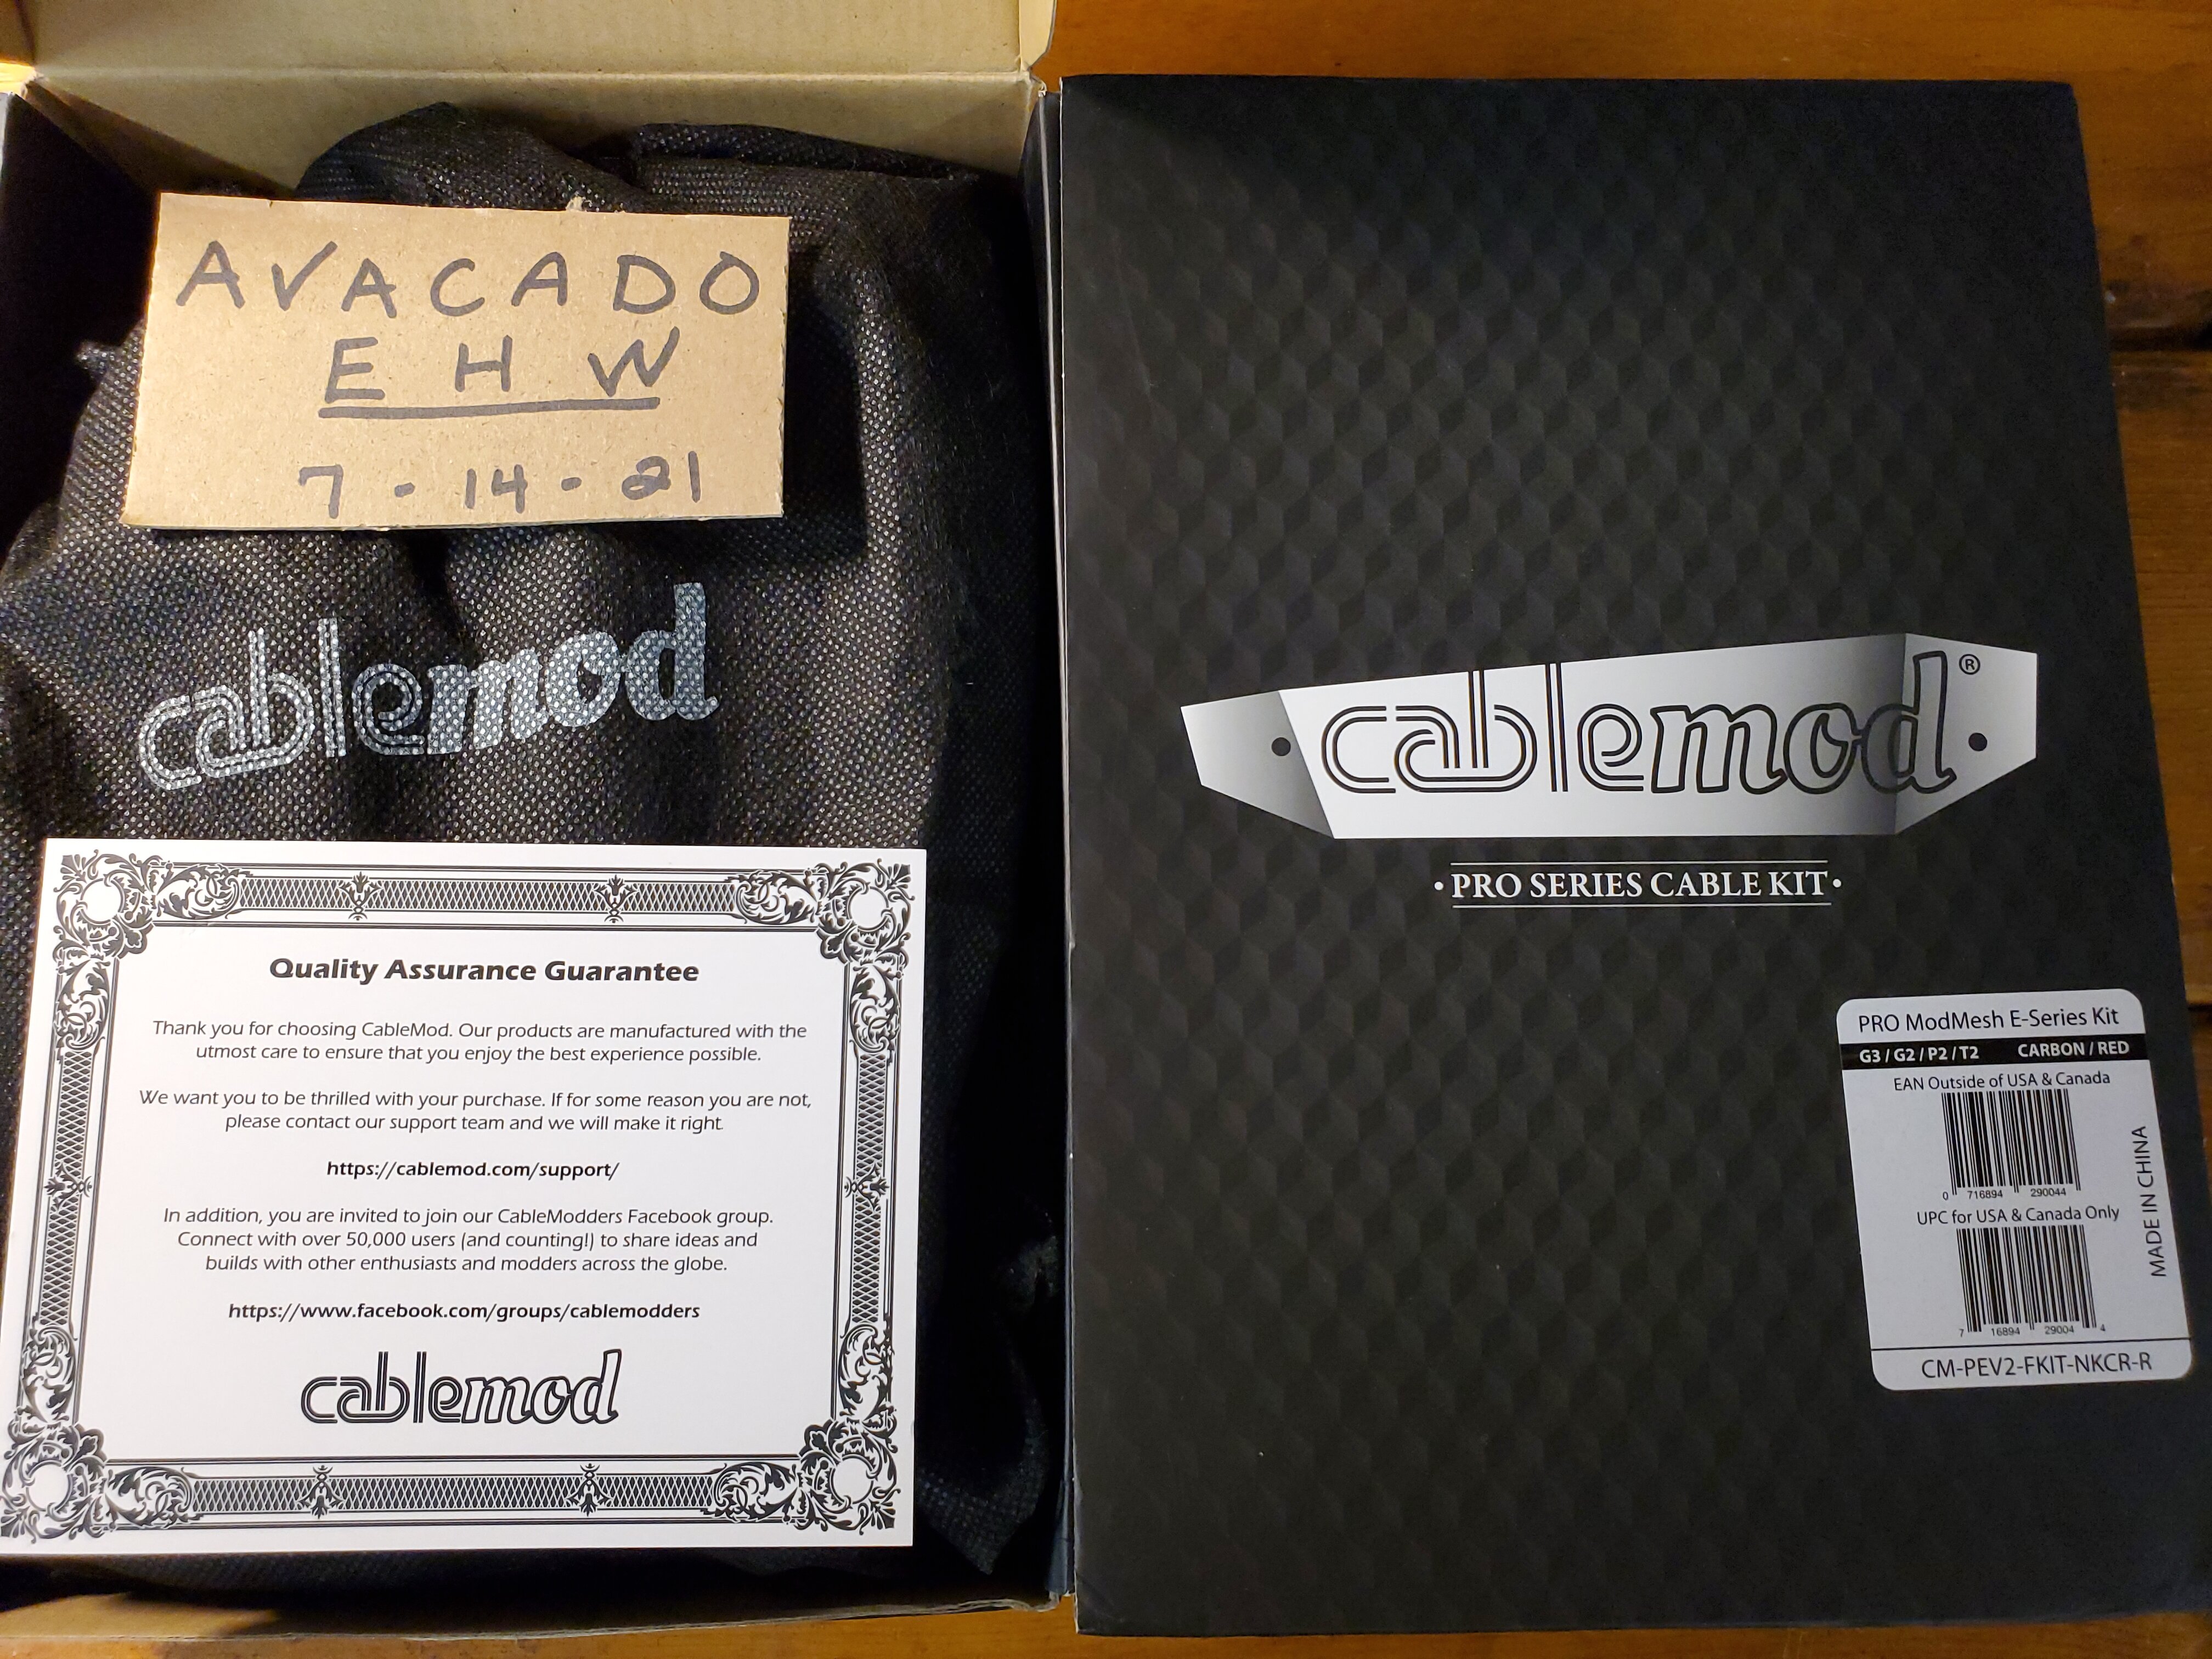 AVACADO
E H W
7 - 14 - 21
cablemod
Quality Assurance Guarantee
Thank you for choosing CableMod. Our products are manufactured with the
utmost care to ensure that you enjoy the best experience possible.
We want you to be thrilled with your purchase. If for some reason you are not,
please contact our support team and we will make it right.
https://cablemod.com/support/
In addition, you are invited to join our CableModders Facebook group.
Connect with over 50,000 users (and counting!) to share ideas and
builds with other enthusiasts and modders across the globe.
https://www.facebook.com/groups/cablemodders
cablemod
cablemod®
• PRO SERIES CABLE KIT •
PRO ModMesh E-Series Kit
G3 / G2 / P2 / T2 CARBON / RED
EAN Outside of USA & Canada
0 716894 290044
UPC for USA & Canada Only
7 16894 29004 4
MADE IN CHINA
CM-PEV2-FKIT-NKCR-R